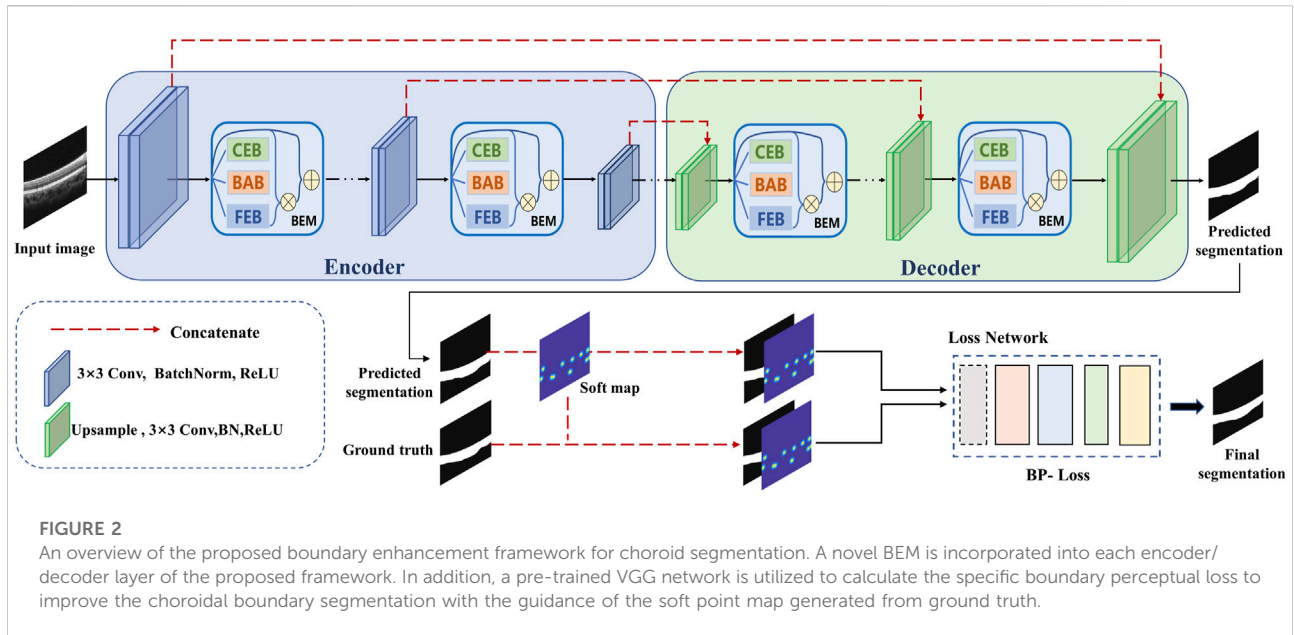 CEB
BAB
FEB
BEM
CEB
BAB
FEB
BEM
CEB
BAB
FEB
BEM
CEB
BAB
FEB
BEM
Input image
Encoder
Decoder
Predicted
segmentation
Concatenate
3×3 Conv, BatchNorm, ReLU
Upsample , 3×3 Conv,BN,ReLU
Predicted
segmentation
Soft map
Ground truth
Loss Network
BP- Loss
Final
segmentation
FIGURE 2
An overview of the proposed boundary enhancement framework for choroid segmentation. A novel BEM is incorporated into each encoder/
decoder layer of the proposed framework. In addition, a pre-trained VGG network is utilized to calculate the specific boundary perceptual loss to
improve the choroidal boundary segmentation with the guidance of the soft point map generated from ground truth.